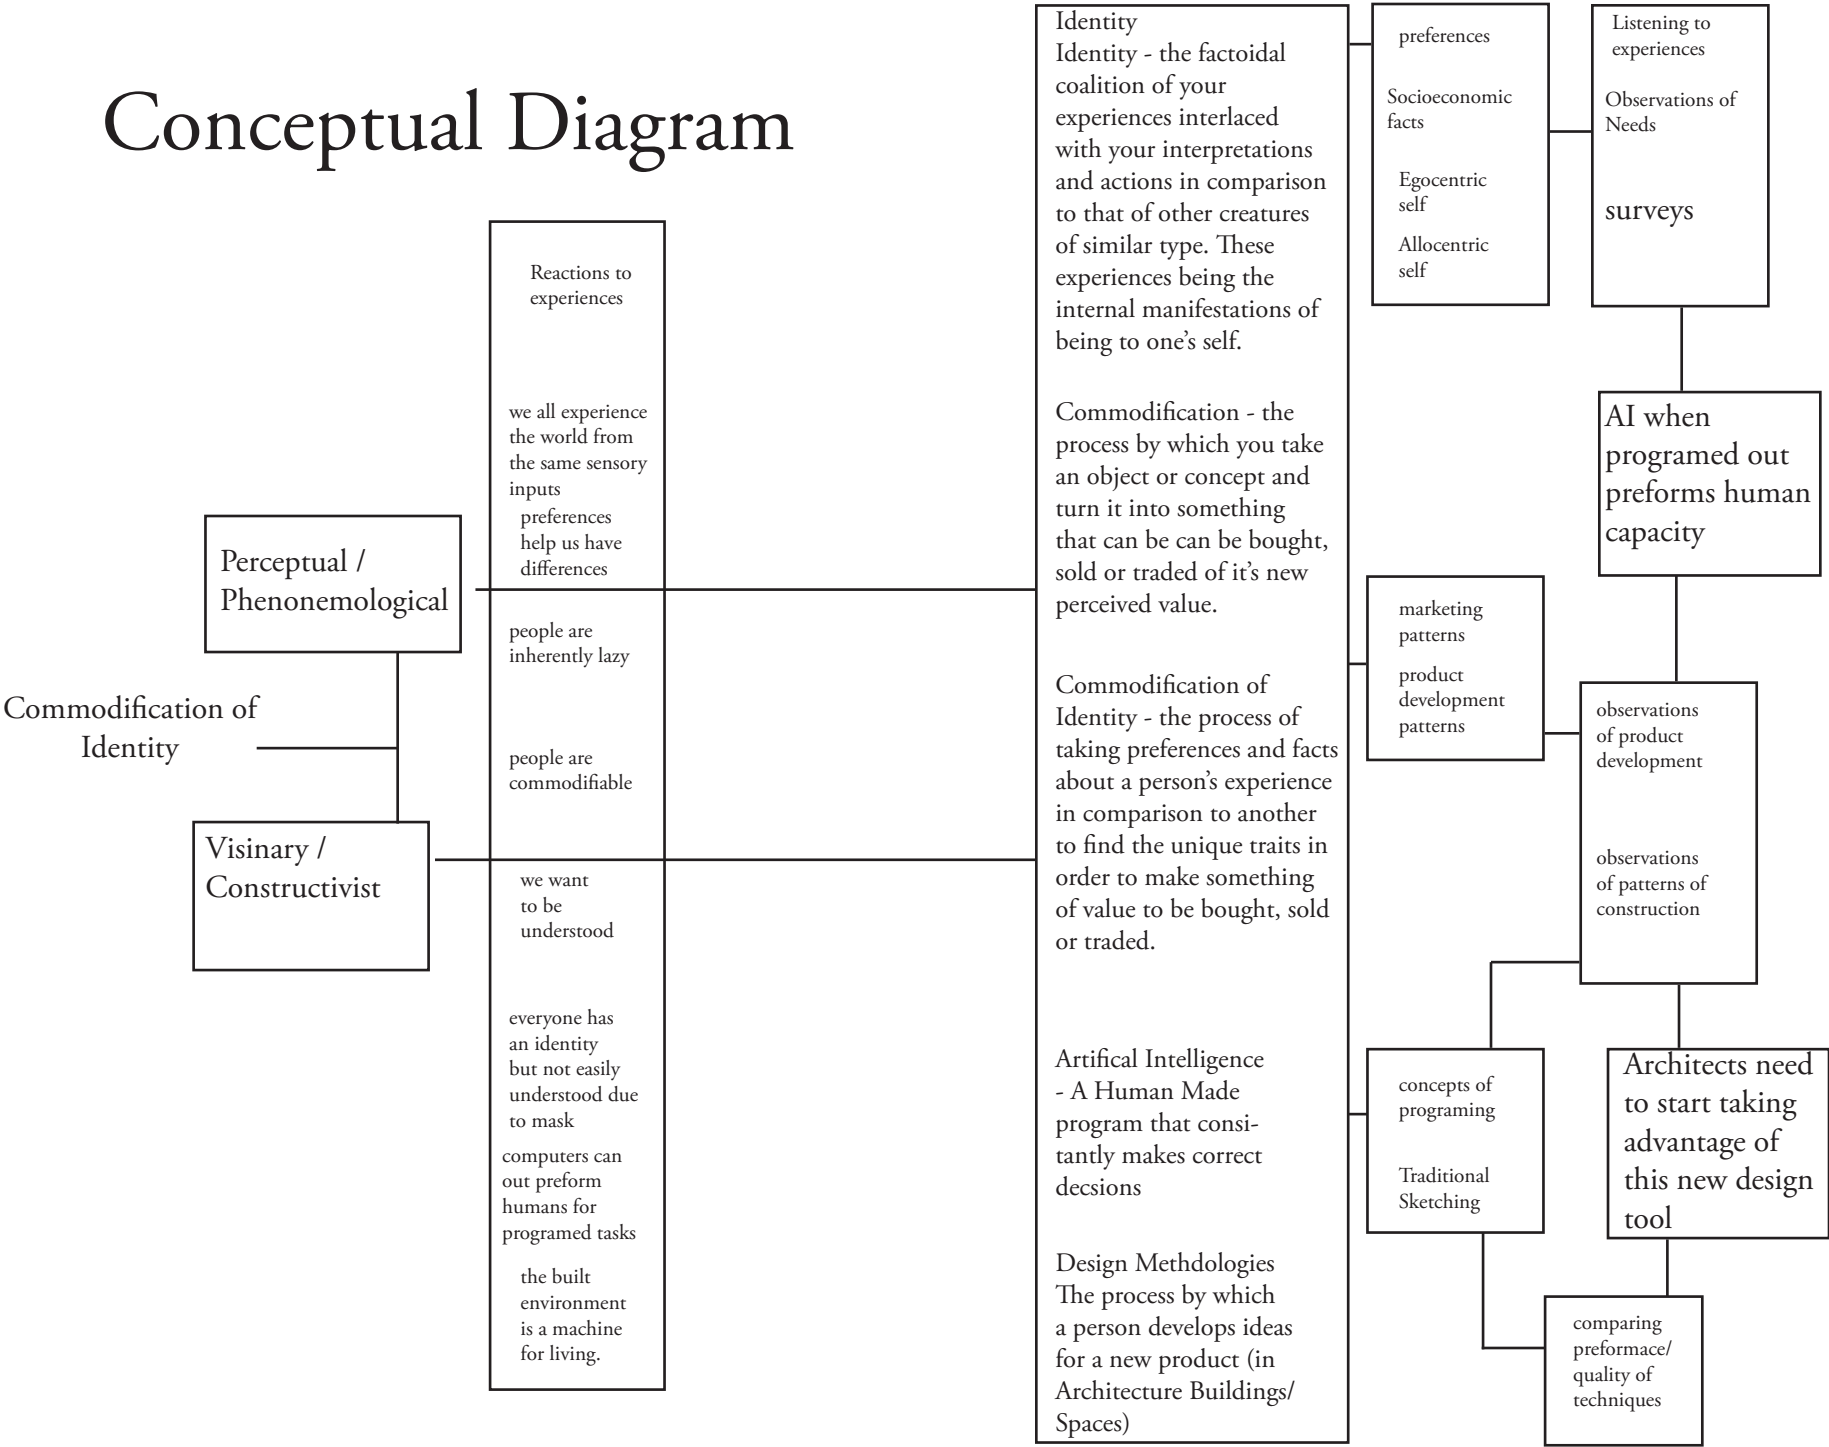 Conceptual Diagram
Commodification of
Identity
Perceptual /
Phenonemological
Visinary /
Constructivist
Reactions to
experiences
we all experience
the world from
the same sensory
inputs
preferences
help us have
differences
people are
inherently lazy
people are
commodifiable
we want
to be
understood
everyone has
an identity
but not easily
understood due
to mask
computers can
out preform
humans for
programed tasks
the built
environment
is a machine
for living.
Identity
Identity - the factoidal
coalition of your
experiences interlaced
with your interpretations
and actions in comparison
to that of other creatures
of similar type. These
experiences being the
internal manifestations of
being to one’s self.
Commodification - the
process by which you take
an object or concept and
turn it into something
that can be can be bought,
sold or traded of it’s new
perceived value.
Commodification of
Identity - the process of
taking preferences and facts
about a person’s experience
in comparison to another
to find the unique traits in
order to make something
of value to be bought, sold
or traded.
Artifical Intelligence
- A Human Made
program that consi-
tantly makes correct
decsions
Design Methdologies
The process by which
a person develops ideas
for a new product (in
Architecture Buildings/
Spaces)
preferences
Socioeconomic
facts
Egocentric
self
Allocentric
self
Listening to
experiences
Observations of
Needs
surveys
AI when
programed out
preforms human
capacity
marketing
patterns
product
development
patterns
observations
of product
development
observations
of patterns of
construction
concepts of
programing
Traditional
Sketching
Architects need
to start taking
advantage of
this new design
tool
comparing
preformace/
quality of
techniques